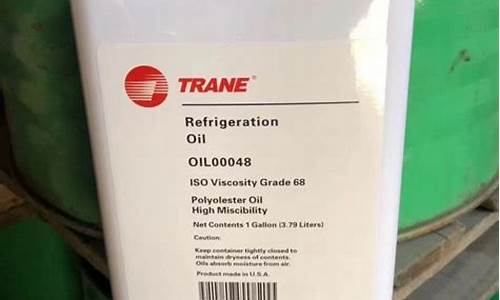 TRANE®
Refrigeration
Oil
OIL00048
ISO Viscosity Grade 68
Polyolester Oil
High Miscibility
Net Contents 1 Gallon (3.79 Liters)
Caution:
Keep container tightly closed to
maintain dryness of contents.
Oils absorb moisture from air.
Product made in U.S.A.